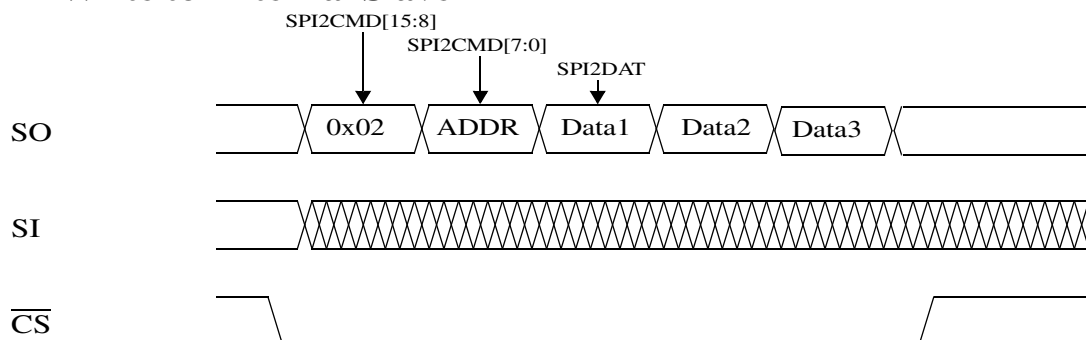 SPI2CMD[15:8]
SPI2CMD[7:0]
SPI2DAT
SO 0x02 ADDR Data1 Data2 Data3
SI
CS